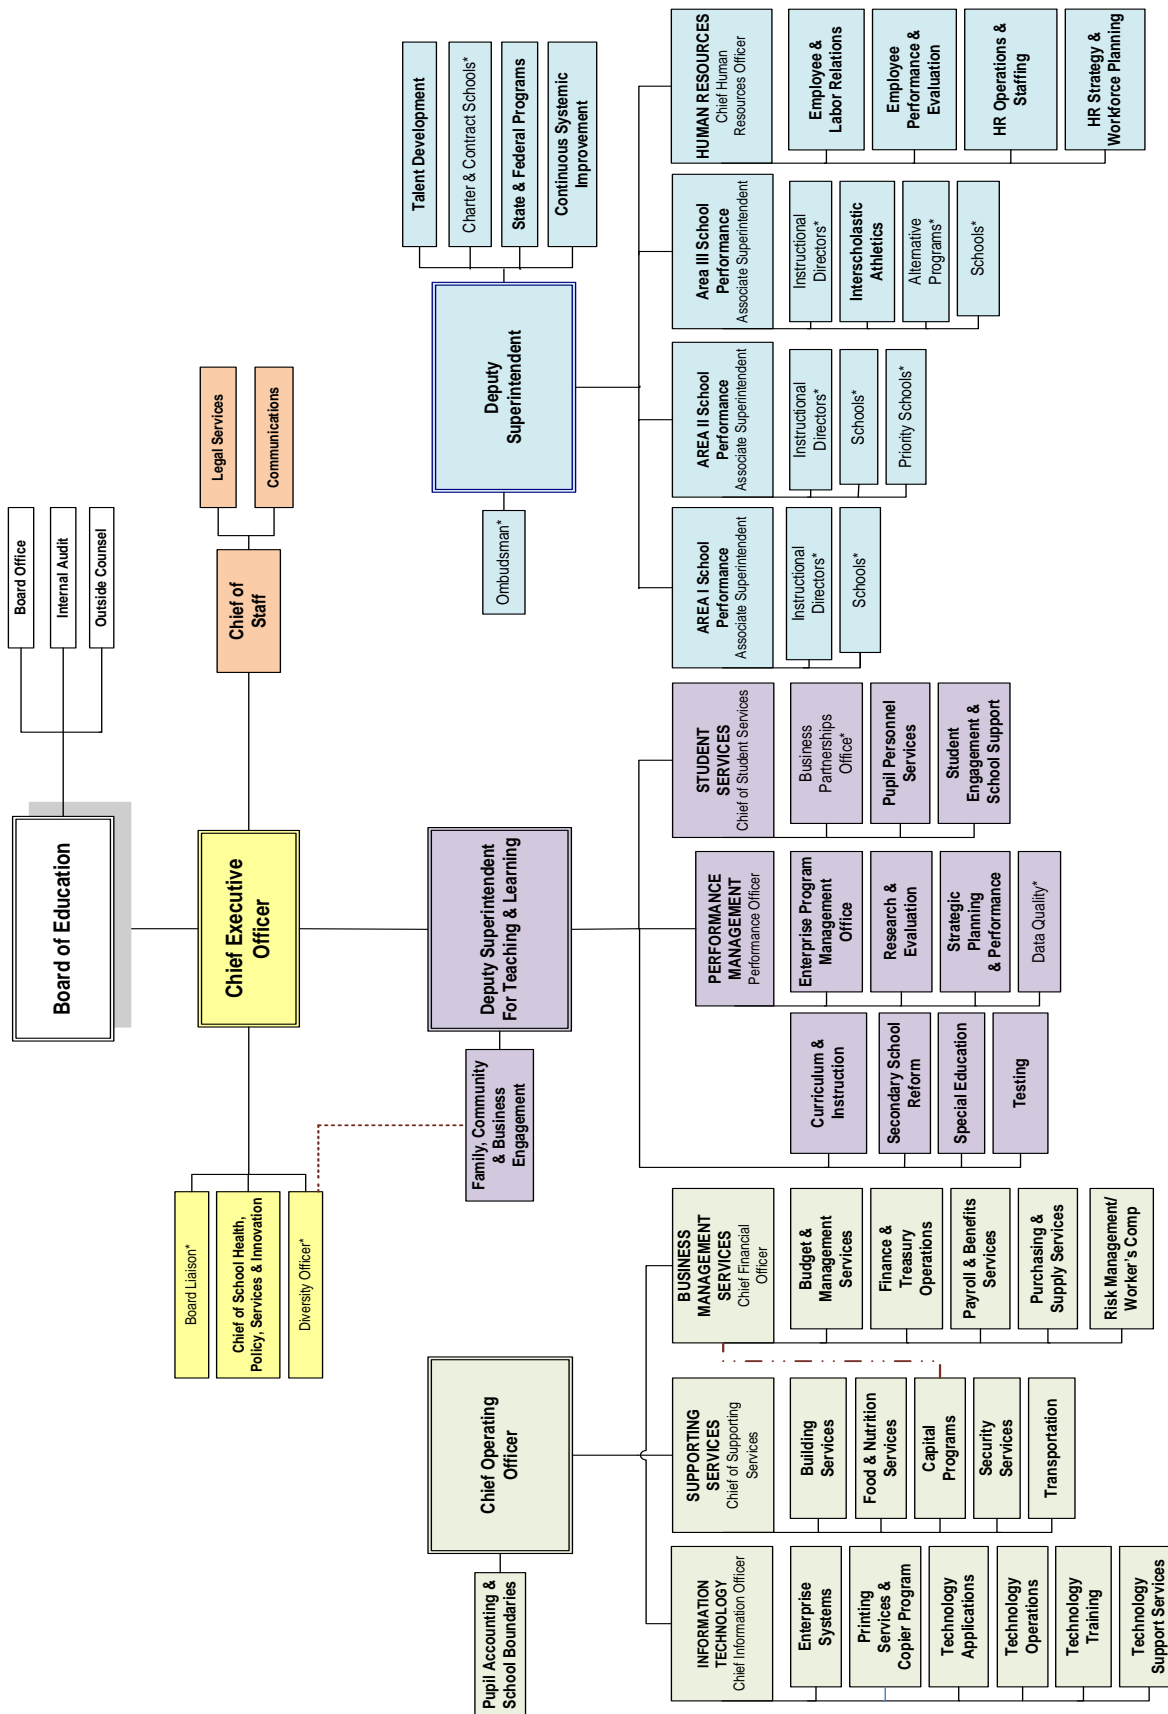 Board of Education
Board Office
Internal Audit
Outside Counsel
Chief Executive
Officer
Board Liaison*
Chief of School Health,
Policy, Services & Innovation
Diversity Officer*
Chief of
Staff
Legal Services
Communications
Chief Operating
Officer
Pupil Accounting &
School Boundaries
Deputy Superintendent
For Teaching & Learning
Family, Community
& Business
Engagement
Deputy
Superintendent
Ombudsman*
Talent Development
Charter & Contract Schools*
State & Federal Programs
Continuous Systemic
Improvement
INFORMATION
TECHNOLOGY
Chief Information Officer
Enterprise
Systems
Printing
Services &
Copier Program
Technology
Applications
Technology
Operations
Technology
Training
Technology
Support Services
SUPPORTING
SERVICES
Chief of Supporting
Services
Building
Services
Food & Nutrition
Services
Capital
Programs
Security
Services
Transportation
BUSINESS
MANAGEMENT
SERVICES
Chief Financial
Officer
Budget &
Management
Services
Finance &
Treasury
Operations
Payroll & Benefits
Services
Purchasing &
Supply Services
Risk Management/
Worker's Comp
Curriculum &
Instruction
Secondary School
Reform
Special Education
Testing
PERFORMANCE
MANAGEMENT
Performance Officer
Enterprise Program
Management
Office
Research &
Evaluation
Strategic
Planning
& Performance
Data Quality*
STUDENT
SERVICES
Chief of Student Services
Business
Partnerships
Office*
Pupil Personnel
Services
Student
Engagement &
School Support
AREA I School
Performance
Associate Superintendent
Instructional
Directors*
Schools*
AREA II School
Performance
Associate Superintendent
Instructional
Directors*
Schools*
Priority Schools*
Area III School
Performance
Associate Superintendent
Instructional
Directors*
Interscholastic
Athletics
Alternative
Programs*
Schools*
HUMAN RESOURCES
Chief Human
Resources Officer
Employee &
Labor Relations
Employee
Performance &
Evaluation
HR Operations &
Staffing
HR Strategy &
Workforce Planning